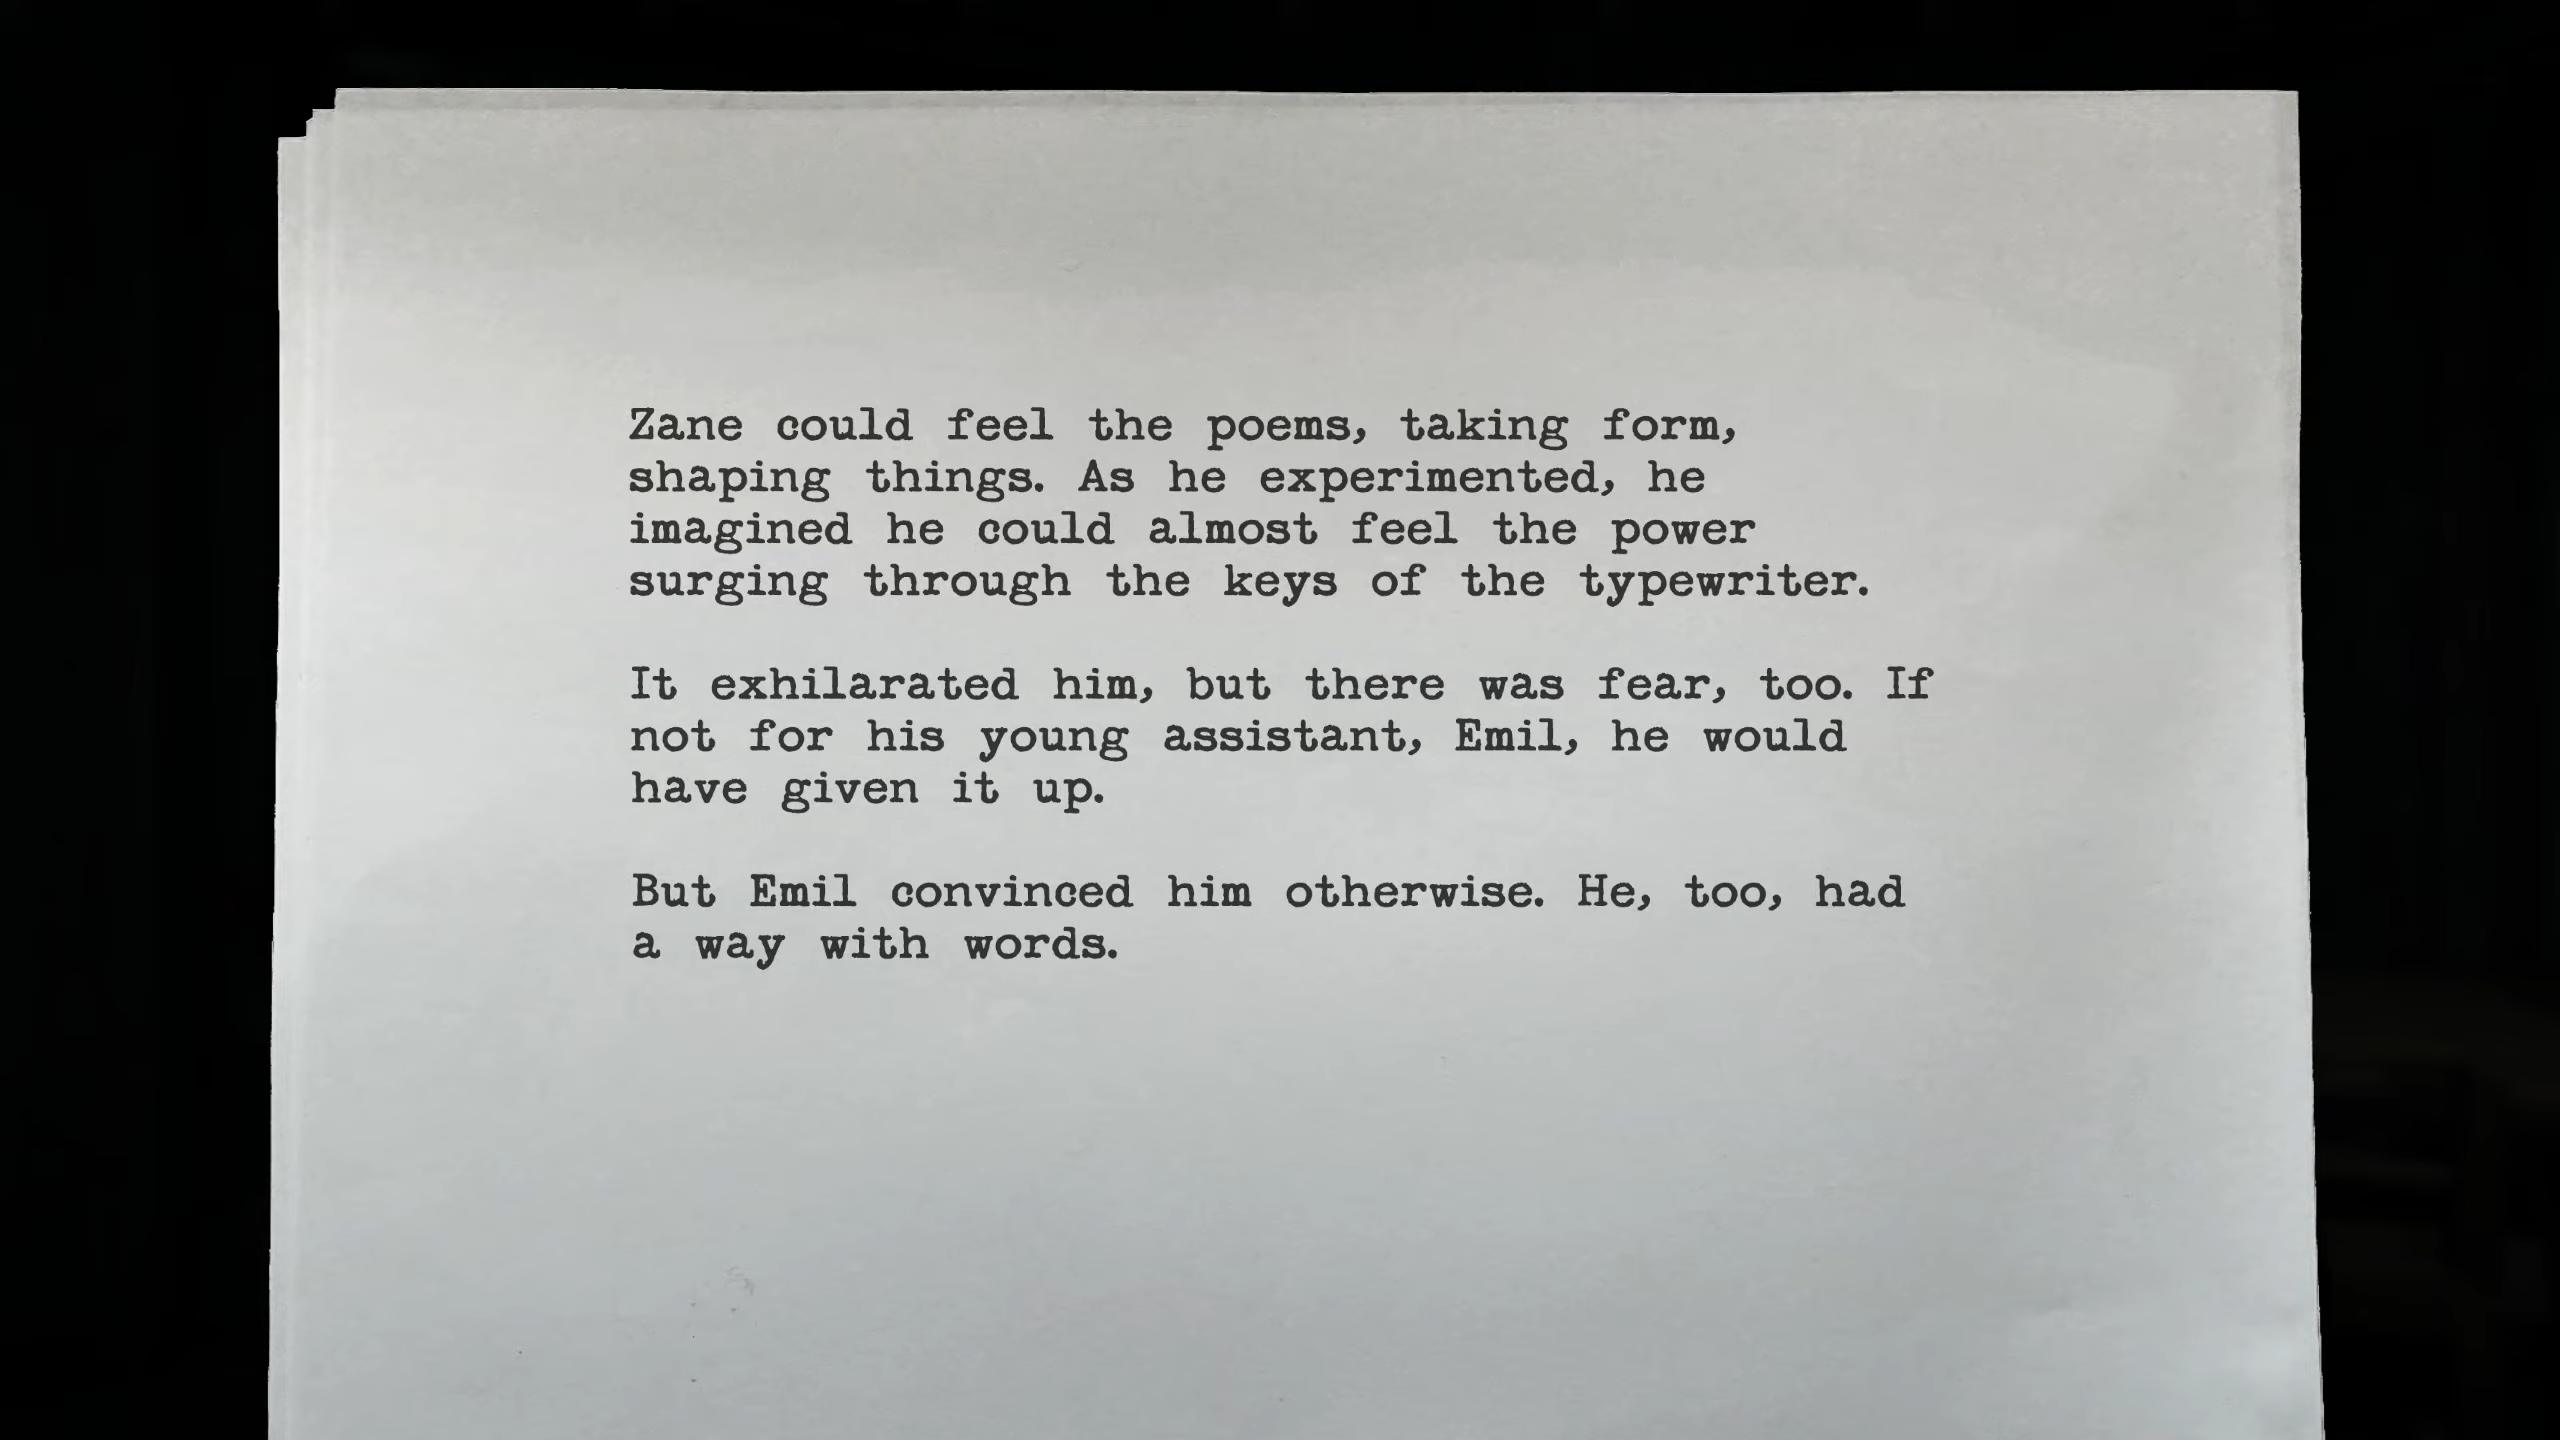 Zane could feel the poems, taking form,
shaping things. As he experimented, he
imagined he could almost feel the power
surging through the keys of the typewriter.
It exhilarated him, but there was fear, too. If
not for his young assistant, Emil, he would
have given it up.
But Emil convinced him otherwise. He, too, had
a way with words.